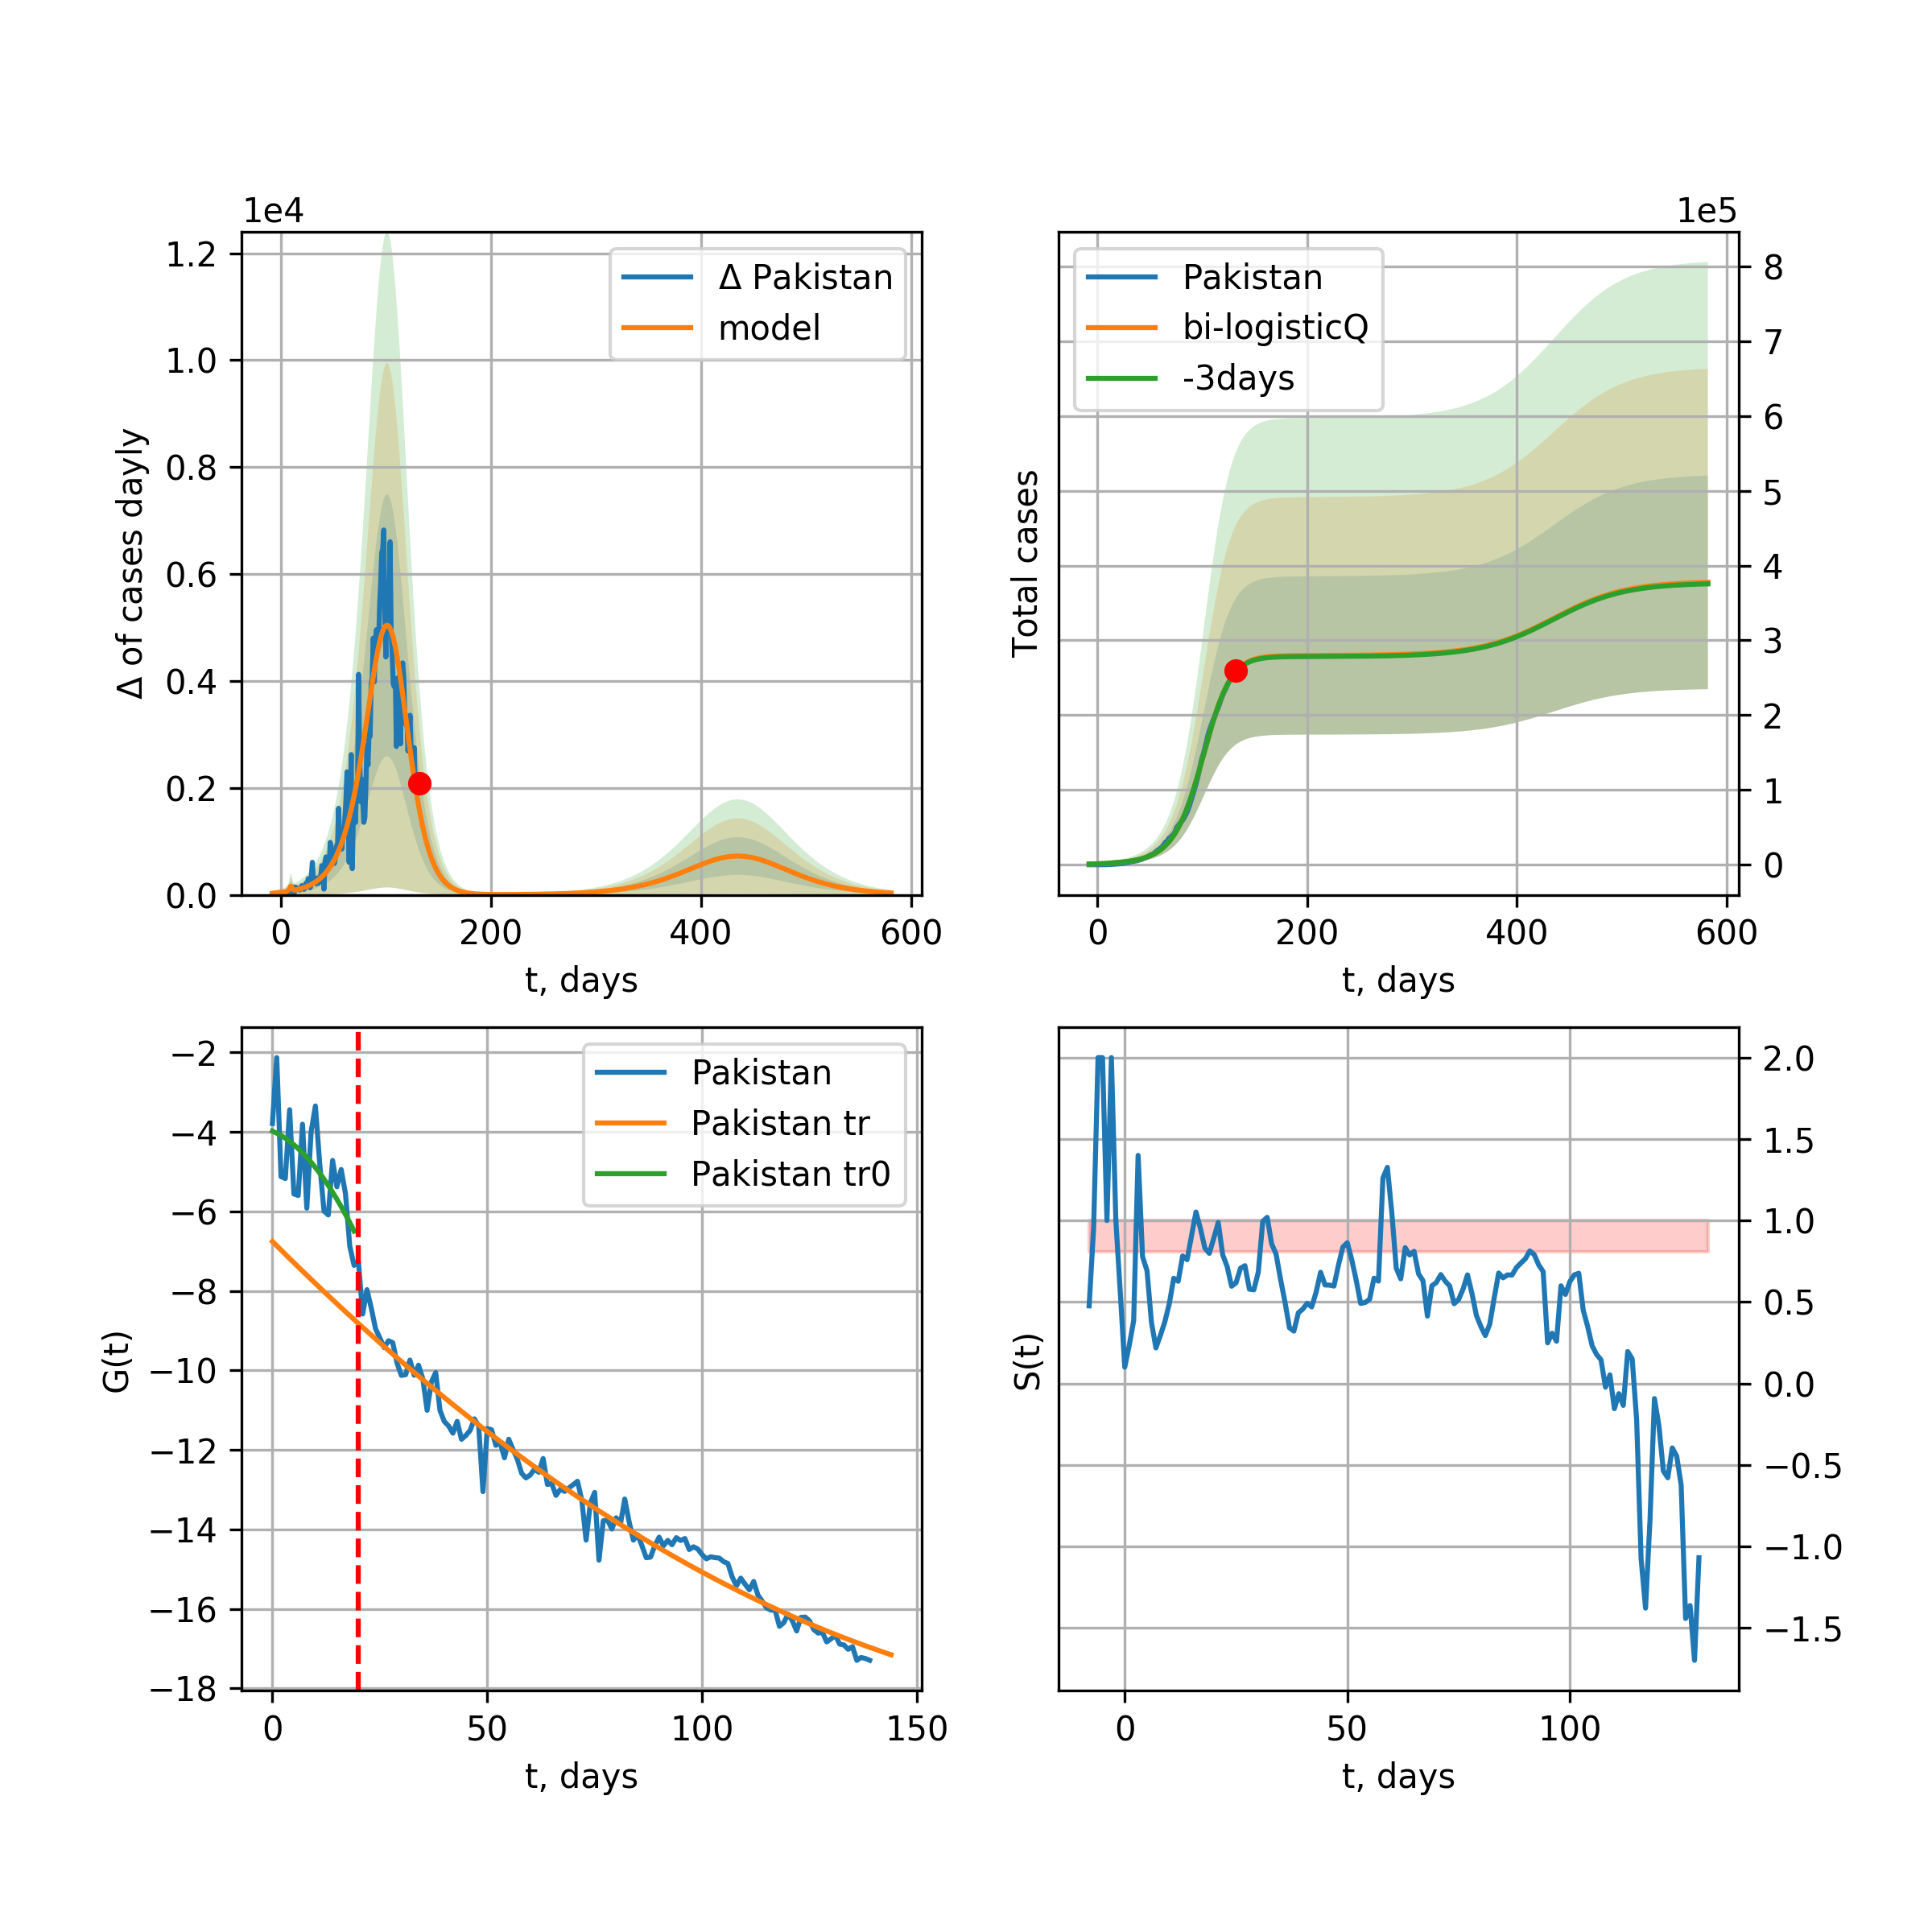 1e4
1.2
1.0
0.8
0.6
0.4
0.2
0.0
Δ of cases dayly
Δ Pakistan
model
0 200 400 600
t, days
1e5
Pakistan
bi-logisticQ
-3days
Total cases
8
7
6
5
4
3
2
1
0
0 200 400 600
t, days
−2
−4
−6
−8
−10
−12
−14
−16
−18
G(t)
Pakistan
Pakistan tr
Pakistan tr0
0 50 100 150
t, days
S(t)
2.0
1.5
1.0
0.5
0.0
−0.5
−1.0
−1.5
0 50 100
t, days